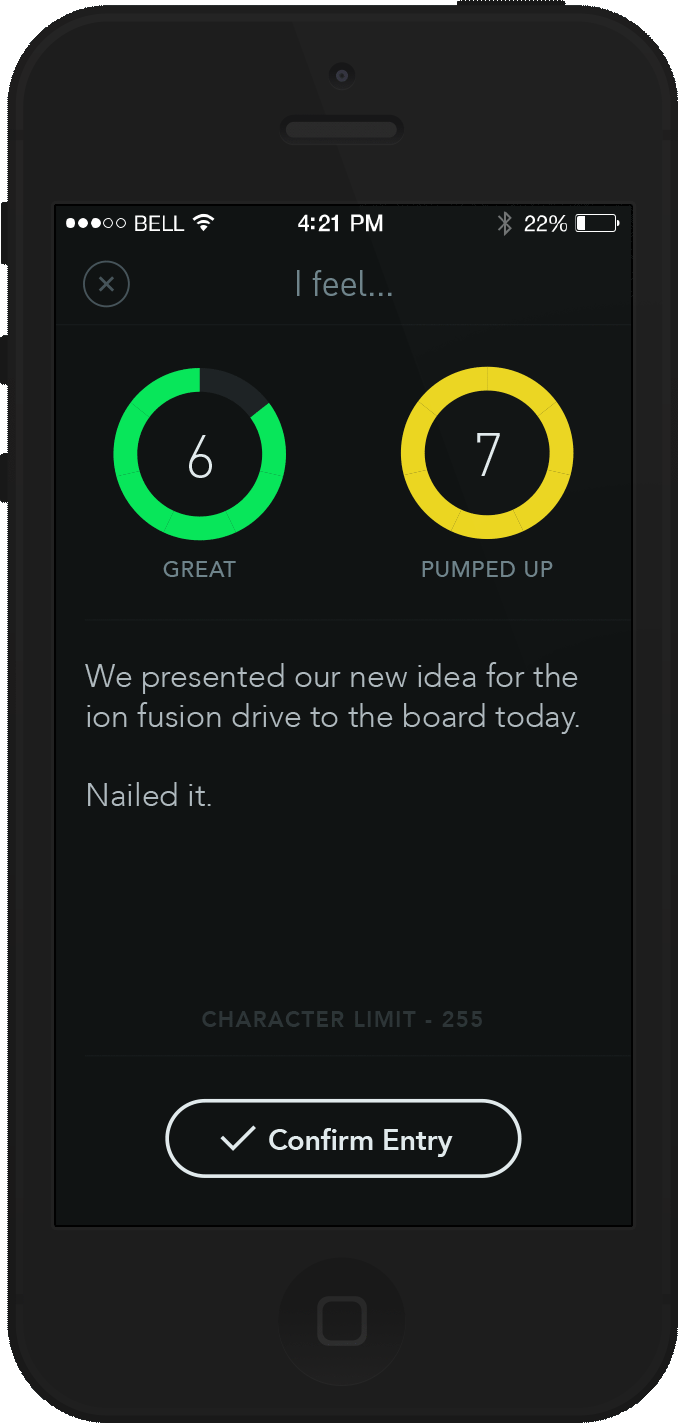 BELL 4:21 PM 22%
I feel...
6 7
GREAT PUMPED UP
We presented our new idea for the
ion fusion drive to the board today.
Nailed it.
CHARACTER LIMIT - 255
Confirm Entry